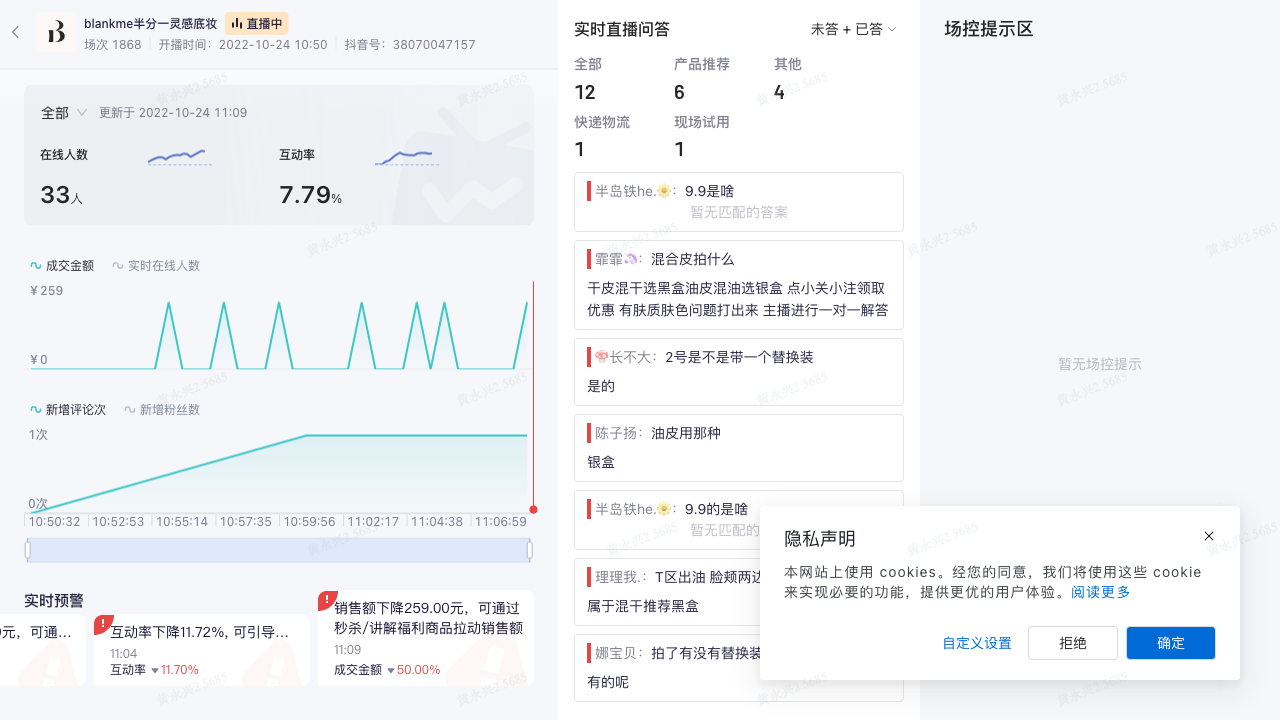 blankme半分一灵感底妆
直播中
场次 1868
开播时间：2022-10-24 10:50
抖音号：38070047157
全部
更新于 2022-10-24 11:09
在线人数
互动率
33人
7.79%
成交金额
实时在线人数
¥ 259
¥ 0
新增评论次
新增粉丝数
1次
0次
10:50:32 10:52:53 10:55:14 10:57:35 10:59:56 11:02:17 11:04:38 11:06:59
实时预警
元，可通...
互动率下降11.72%, 可引导...
11:04
互动率 11.70%
销售额下降259.00元，可通过
秒杀/讲解福利商品拉动销售额
11:09
成交金额 50.00%
实时直播问答
未答 + 已答
全部 产品推荐 其他
12 6 4
快递物流 现场试用
1 1
半岛铁he.🌼： 9.9是啥
暂无匹配的答案
霏霏🦄： 混合皮拍什么
干皮混干选黑盒油皮混油选银盒 点小关小注领取
优惠 有肤质肤色问题打出来 主播进行一对一解答
长不大： 2号是不是带一个替换装
是的
陈子扬： 油皮用那种
银盒
半岛铁he.🌼： 9.9的是啥
暂无匹配的
理理我.： T区出油 脸颊两边
属于混干推荐黑盒
娜宝贝： 拍了有没有替换装
有的呢
场控提示区
暂无场控提示
隐私声明
本网站上使用 cookies。经您的同意，我们将使用这些 cookie
来实现必要的功能，提供更优的用户体验。阅读更多
自定义设置
拒绝
确定
黄永兴2 5685